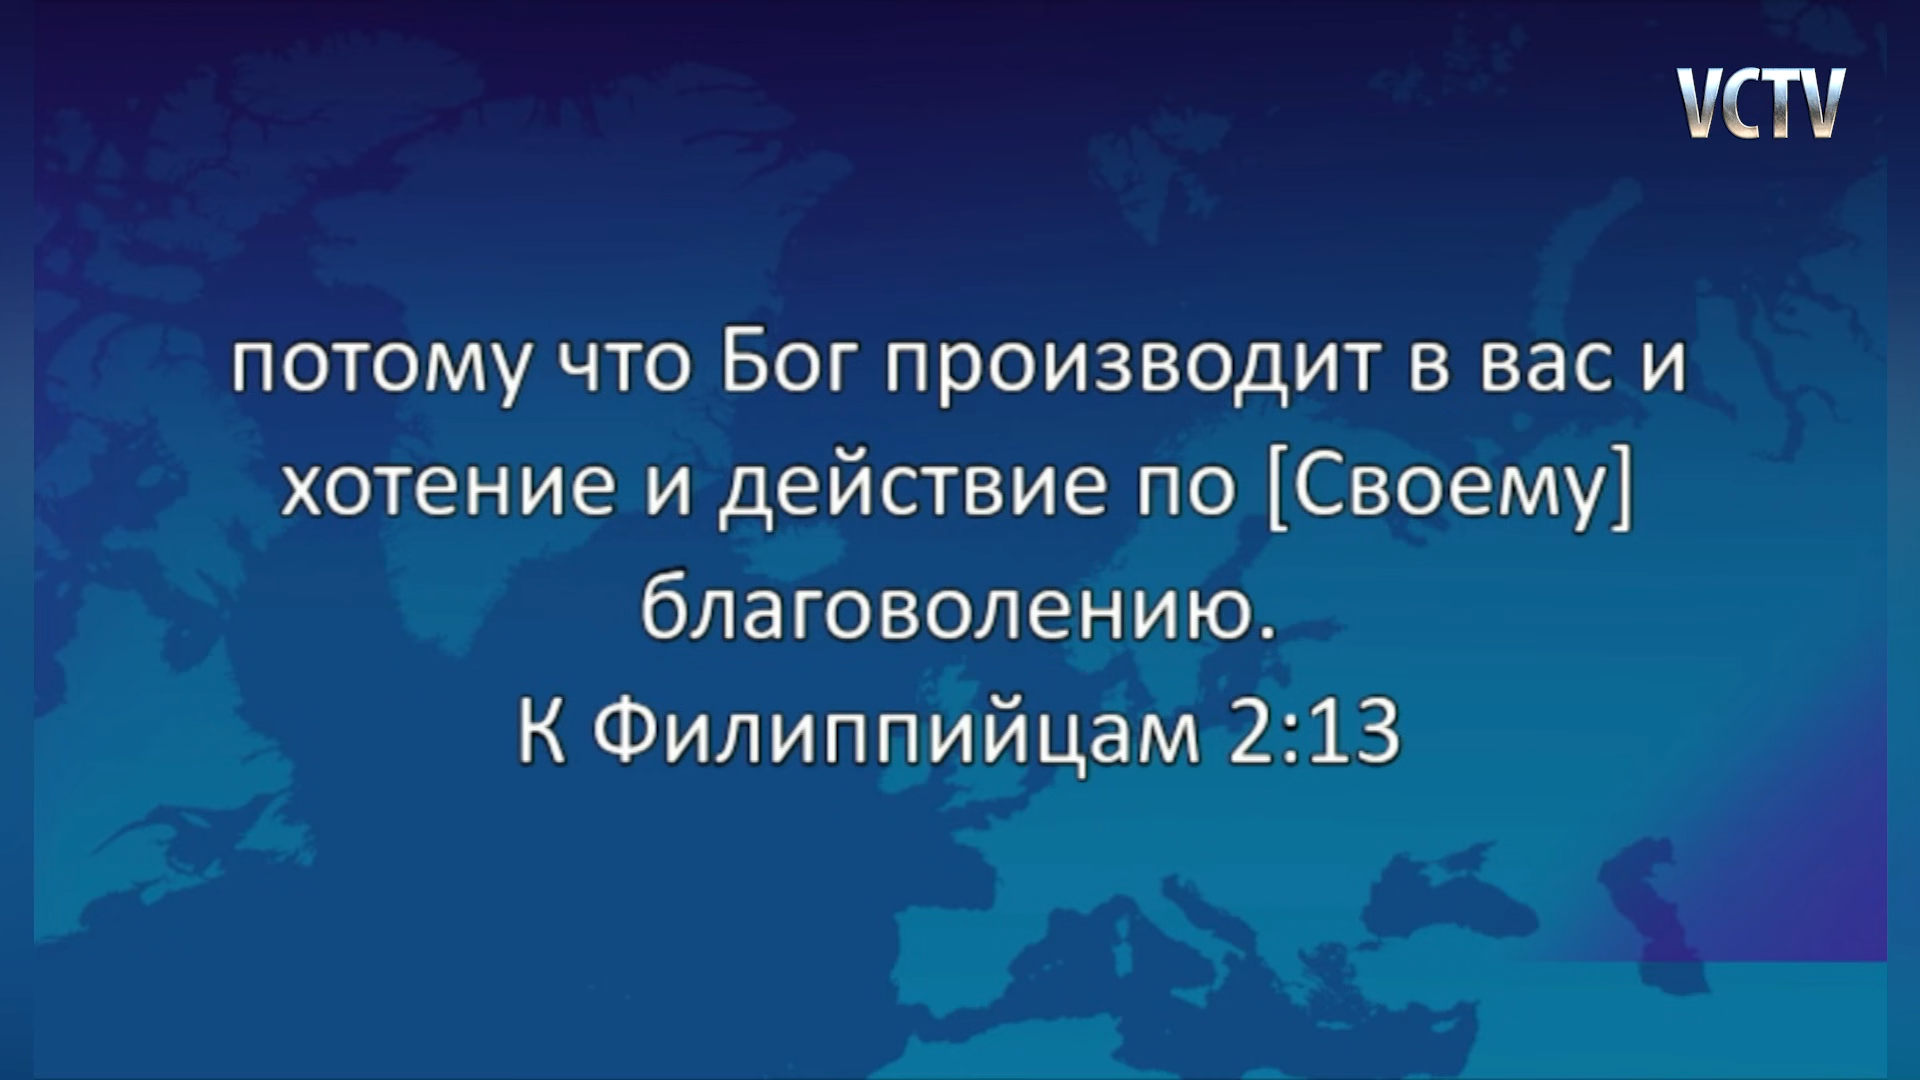 VCTV
потому что Бог производит в вас и
хотение и действие по [Своему]
благоволению.
К Филиппийцам 2:13